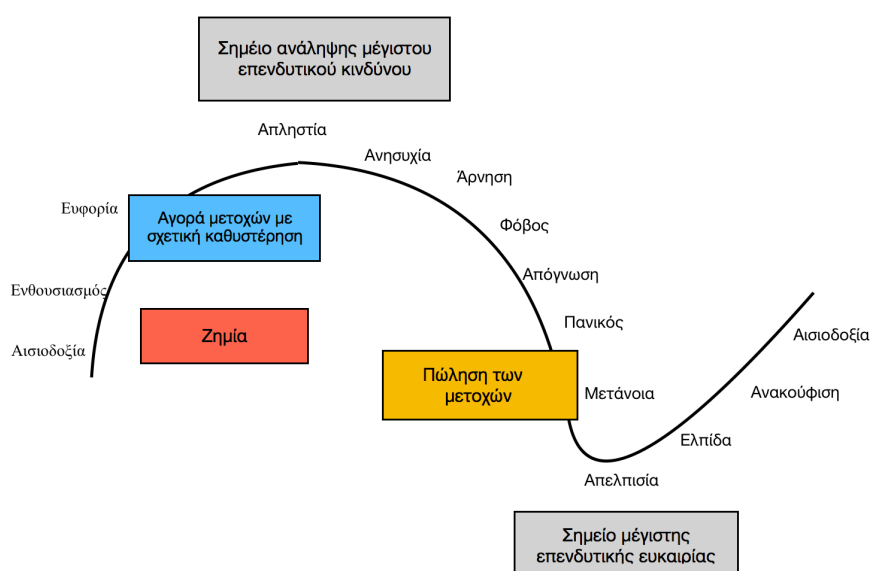 Σημέιο ανάληψης μέγιστου
επενδυτικού κινδύνου
Απληστία
Ανησυχία
Άρνηση
Ευφορία
Αγορά μετοχών με
σχετική καθυστέρηση
Φόβος
Απόγνωση
Ενθουσιασμός
Πανικός
Ζημία
Αισιοδοξία
Αισιοδοξία
Πώληση των
μετοχών
Μετάνοια
Ανακούφιση
Ελπίδα
Απελπισία
Σημείο μέγιστης
επενδυτικής ευκαιρίας